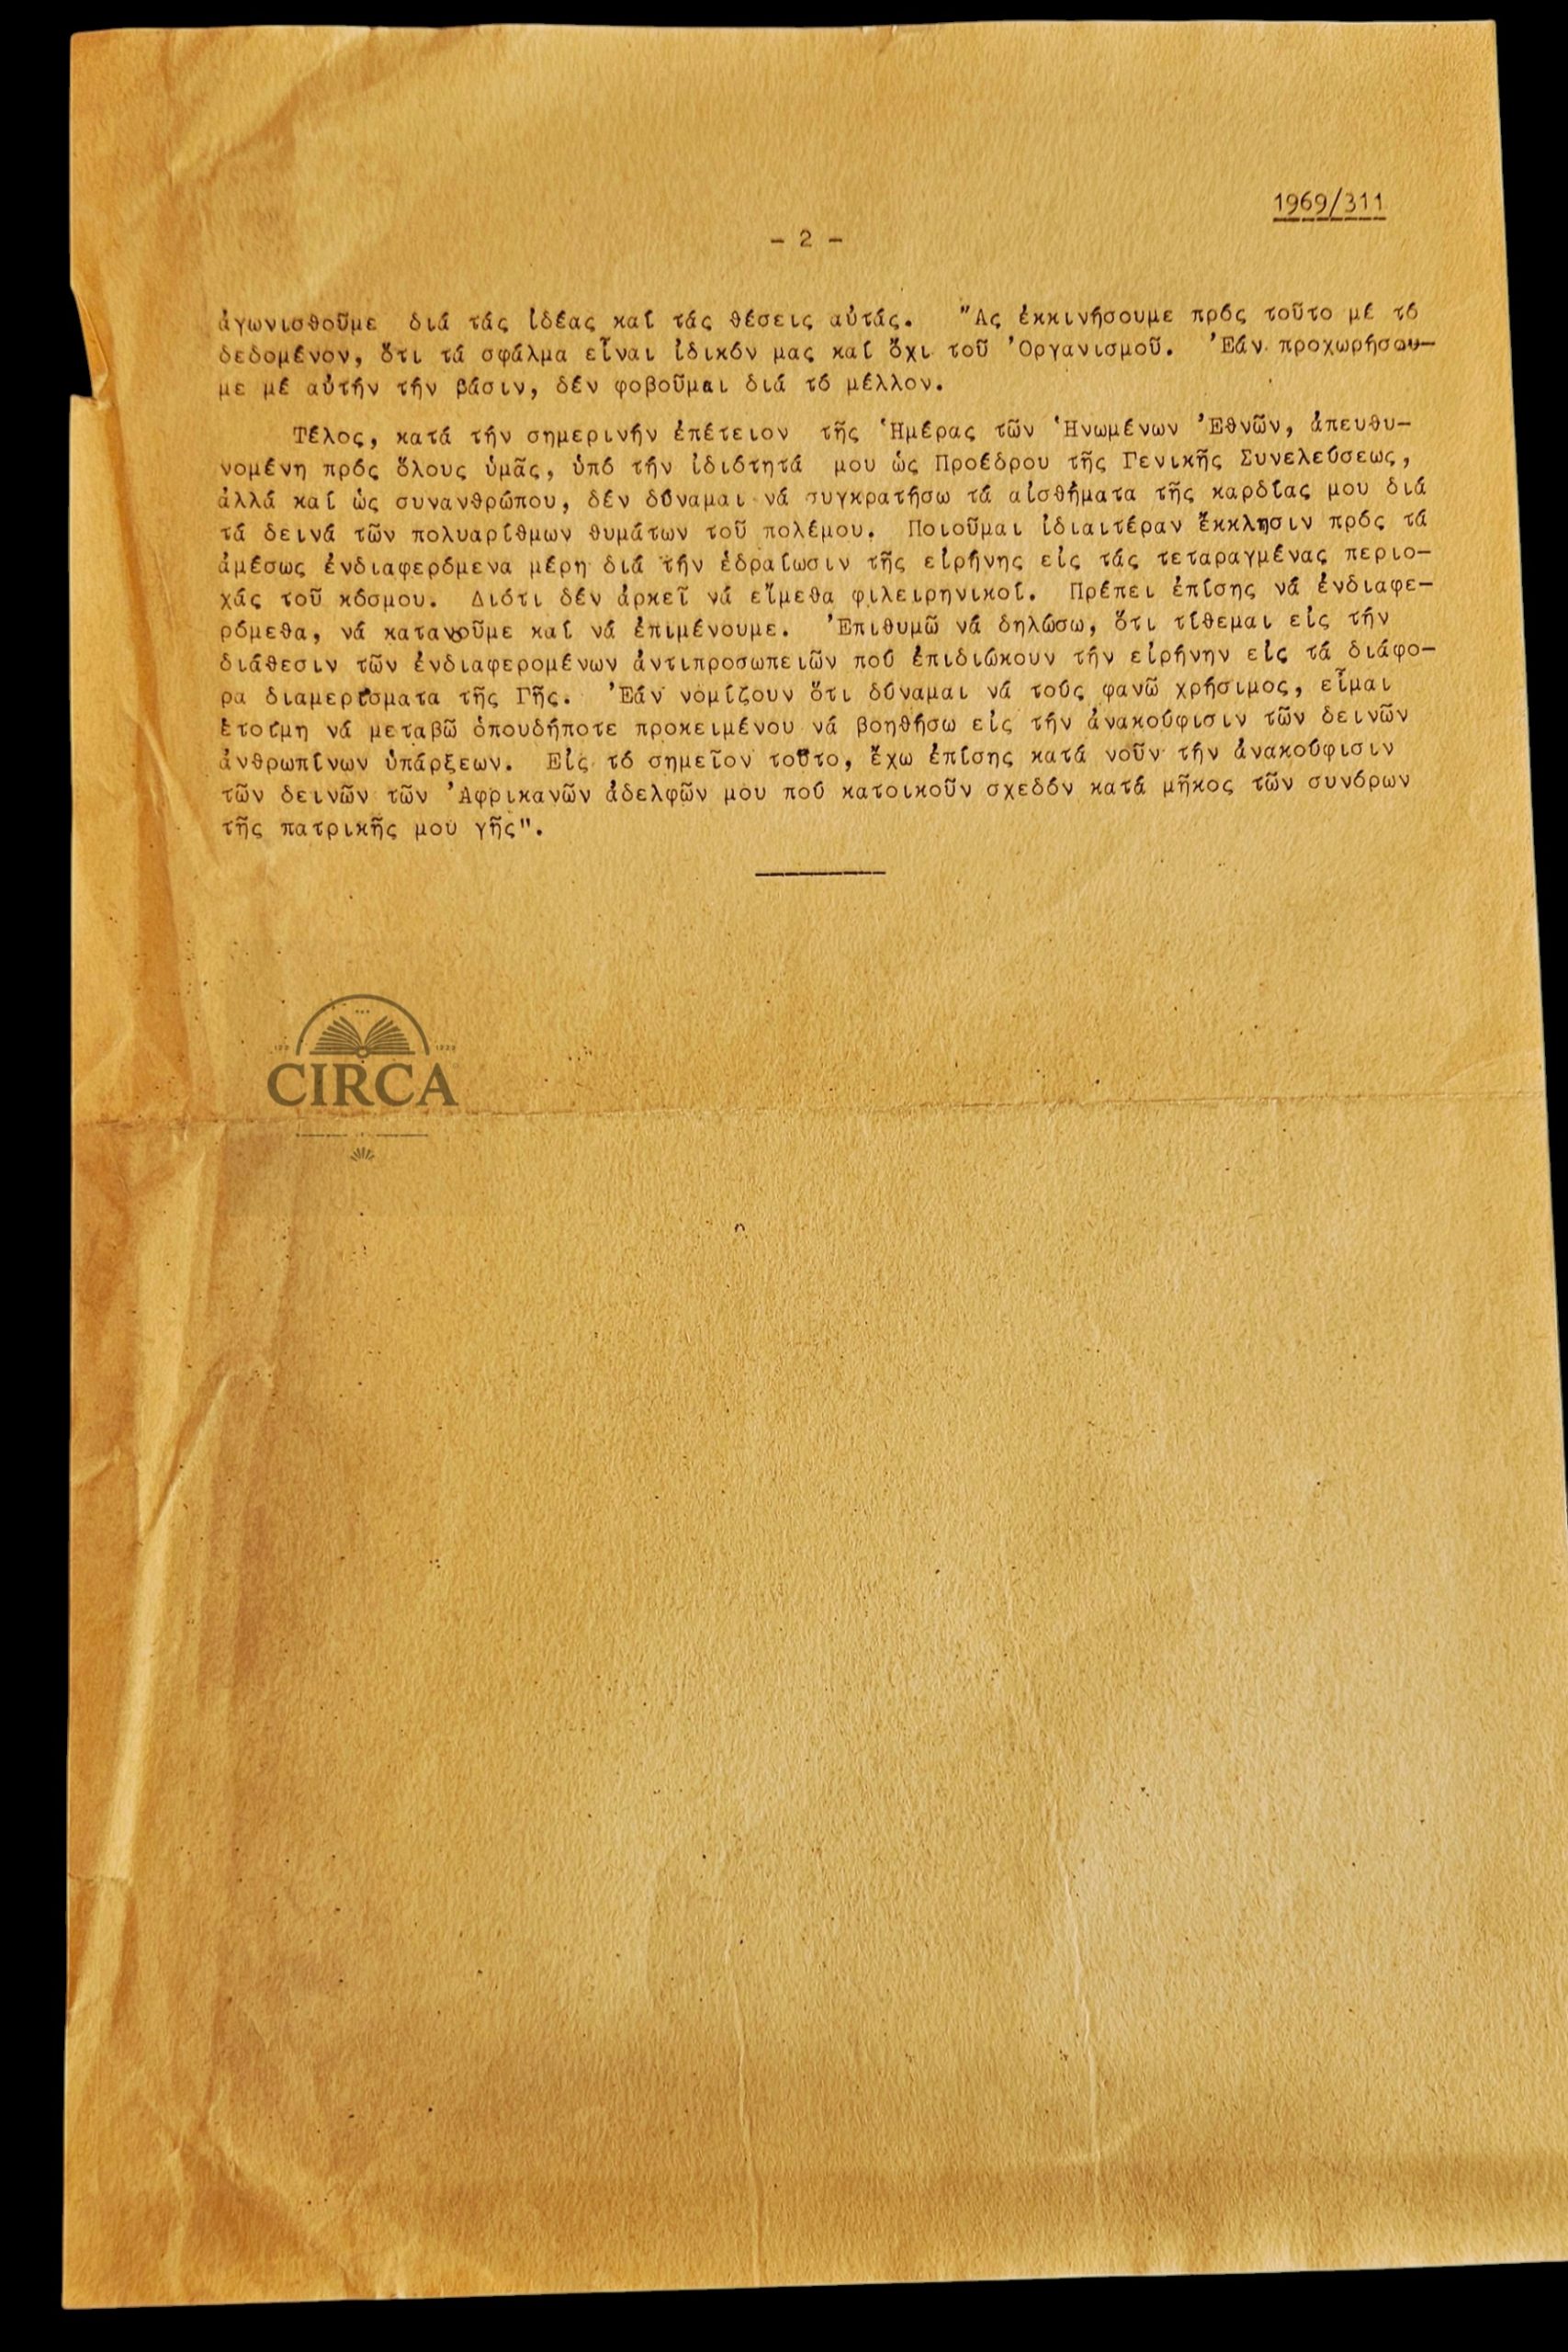 1969/311
- 2 -
ἀγωνισθοῦμε διά τάς ἰδέας καί τάς θέσεις αὐτάς. "Ας ἐκκινήσουμε πρός τοῦτο μέ τό
δεδομένον, ὅτι τά σφάλμα εἶναι ἰδικόν μας καί ὄχι τοῦ 'Οργανισμοῦ. 'Εάν προχωρήσου-
με μέ αὐτήν τήν βάσιν, δέν φοβοῦμαι διά τό μέλλον.
Τέλος, κατά τήν σημερινήν ἐπέτειον τῆς 'Ημέρας τῶν 'Ηνωμένων 'Εθνῶν, ἀπευθυ-
νομένη πρός ὅλους ὑμᾶς, ὑπό τήν ἰδιότητά μου ὡς Προέδρου τῆς Γενικῆς Συνελεύσεως,
ἀλλά καί ὡς συνανθρώπου, δέν δύναμαι νά συγκρατήσω τά αἰσθήματα τῆς καρδίας μου διά
τά δεινά τῶν πολυαρίθμων θυμάτων τοῦ πολέμου. Ποιοῦμαι ἰδιαιτέραν ἔκκλησιν πρός τά
ἀμέσως ἐνδιαφερόμενα μέρη διά τήν ἑδραίωσιν τῆς εἰρήνης εἰς τάς τεταραγμένας περιο-
χάς τοῦ κόσμου. Διότι δέν ἀρκεῖ νά εἴμεθα φιλειρηνικοί. Πρέπει ἐπίσης νά ἐνδιαφε-
ρόμεθα, νά κατανοῦμε καί νά ἐπιμένουμε. 'Επιθυμῶ νά δηλώσω, ὅτι τίθεμαι εἰς τήν
διάθεσιν τῶν ἐνδιαφερομένων ἀντιπροσωπειῶν πού ἐπιδιώκουν τήν εἰρήνην εἰς τά διάφο-
ρα διαμερίσματα τῆς Γῆς. 'Εάν νομίζουν ὅτι δύναμαι νά τούς φανῶ χρήσιμος, εἶμαι
ἑτοίμη νά μεταβῶ ὁπουδήποτε προκειμένου νά βοηθήσω εἰς τήν ἀνακούφισιν τῶν δεινῶν
ἀνθρωπίνων ὑπάρξεων. Εἰς τό σημεῖον τοῦτο, ἔχω ἐπίσης κατά νοῦν τήν ἀνακούφισιν
τῶν δεινῶν τῶν 'Αφρικανῶν ἀδελφῶν μου πού κατοικοῦν σχεδόν κατά μῆκος τῶν συνόρων
τῆς πατρικῆς μου γῆς".
CIRCA